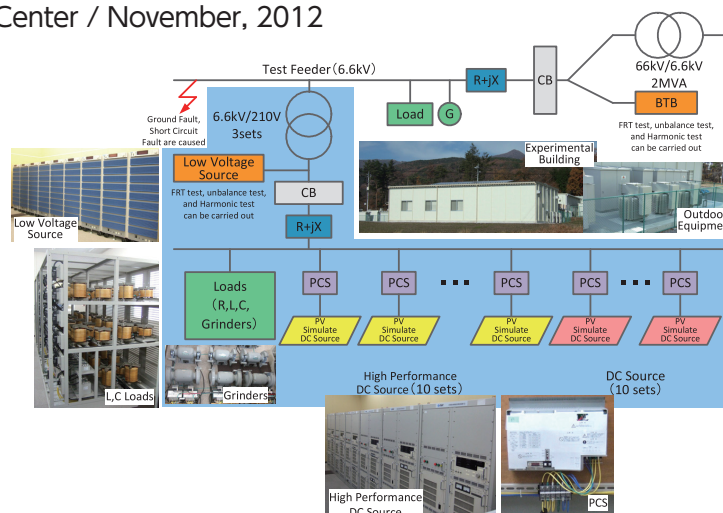 Center / November, 2012
Test Feeder(6.6kV)
R+jX
CB
66kV/6.6kV
2MVA
BTB
FRT test, unbalance test,
and Harmonic test
can be carried out
Load
G
Ground Fault,
Short Circuit
Fault are caused
6.6kV/210V
3sets
Low Voltage
Source
FRT test, unbalance test,
and Harmonic test
can be carried out
CB
R+jX
Experimental
Building
Outdoo
Equipme
Low Voltage
Source
Loads
(R,L,C,
Grinders)
PCS
PCS
PCS
PCS
PCS
PV
Simulate
DC Source
PV
Simulate
DC Source
PV
Simulate
DC Source
PV
Simulate
DC Source
PV
Simulate
DC Source
L,C Loads
Grinders
High Performance
DC Source(10 sets)
DC Source
(10 sets)
High Performance
DC Source
PCS